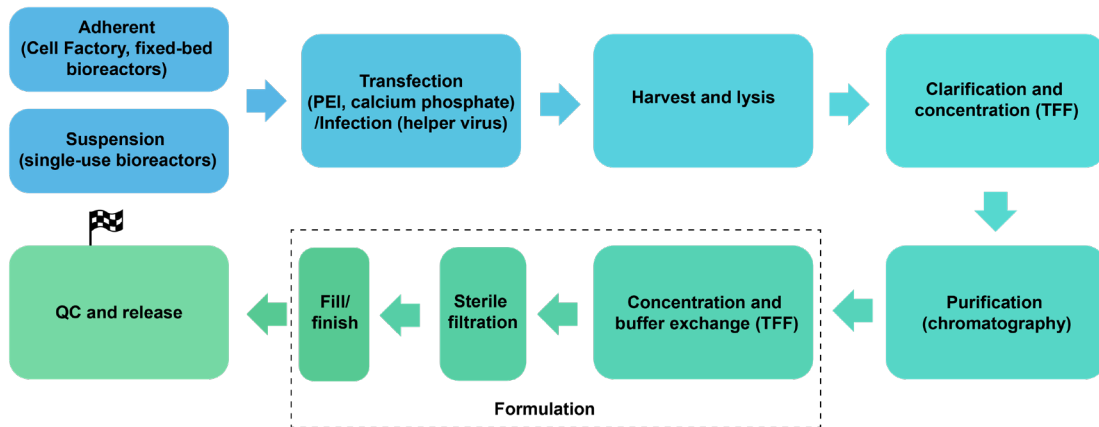 Adherent
(Cell Factory, fixed-bed
bioreactors)
Suspension
(single-use bioreactors)
Transfection
(PEI, calcium phosphate)
/Infection (helper virus)
Harvest and lysis
Clarification and
concentration (TFF)
Purification
(chromatography)
Concentration and
buffer exchange (TFF)
Sterile
filtration
Fill/
finish
Formulation
QC and release